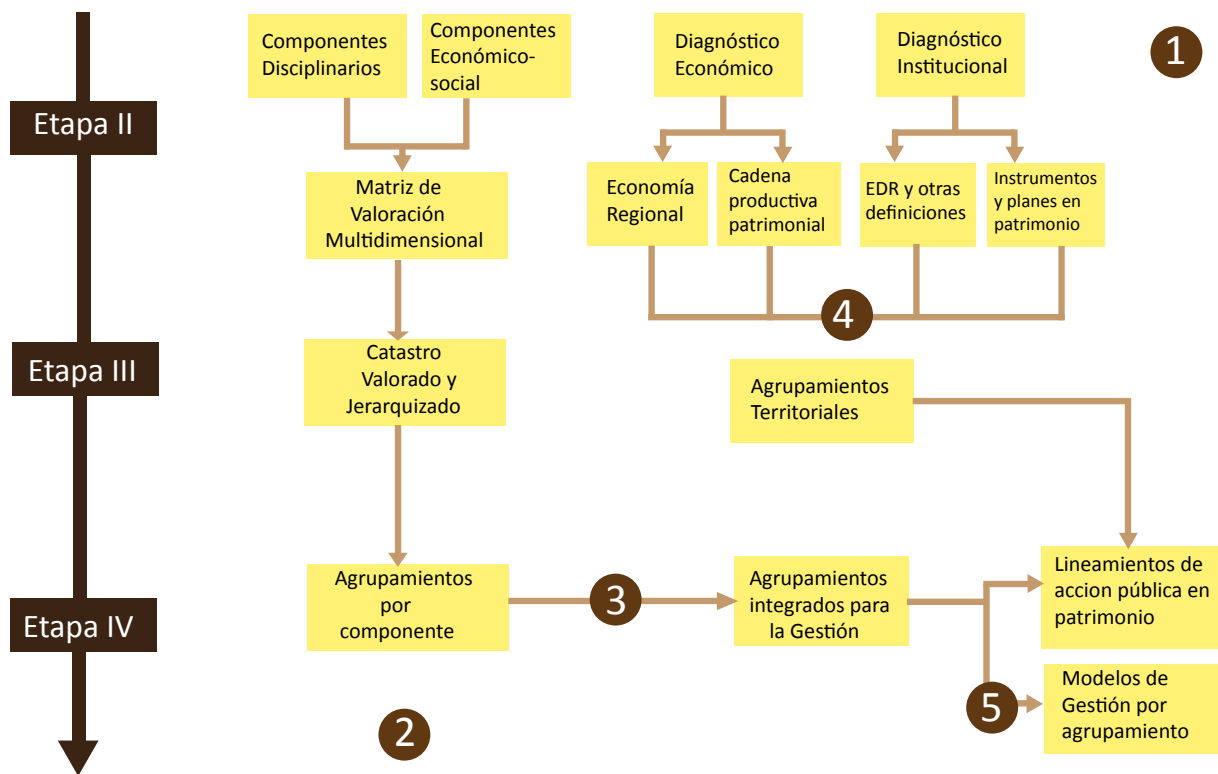 Componentes
Disciplinarios
Componentes
Económico-
social
Diagnóstico
Económico
Diagnóstico
Institucional
1
Etapa II
Matriz de
Valoración
Multidimensional
Economía
Regional
Cadena
productiva
patrimonial
EDR y otras
definiciones
Instrumentos
y planes en
patrimonio
4
Etapa III
Catastro
Valorado y
Jerarquizado
Agrupamientos
Territoriales
Etapa IV
Agrupamientos
por
componente
3
Agrupamientos
integrados para
la Gestión
Lineamientos de
accion pública en
patrimonio
2
5
Modelos de
Gestión por
agrupamiento